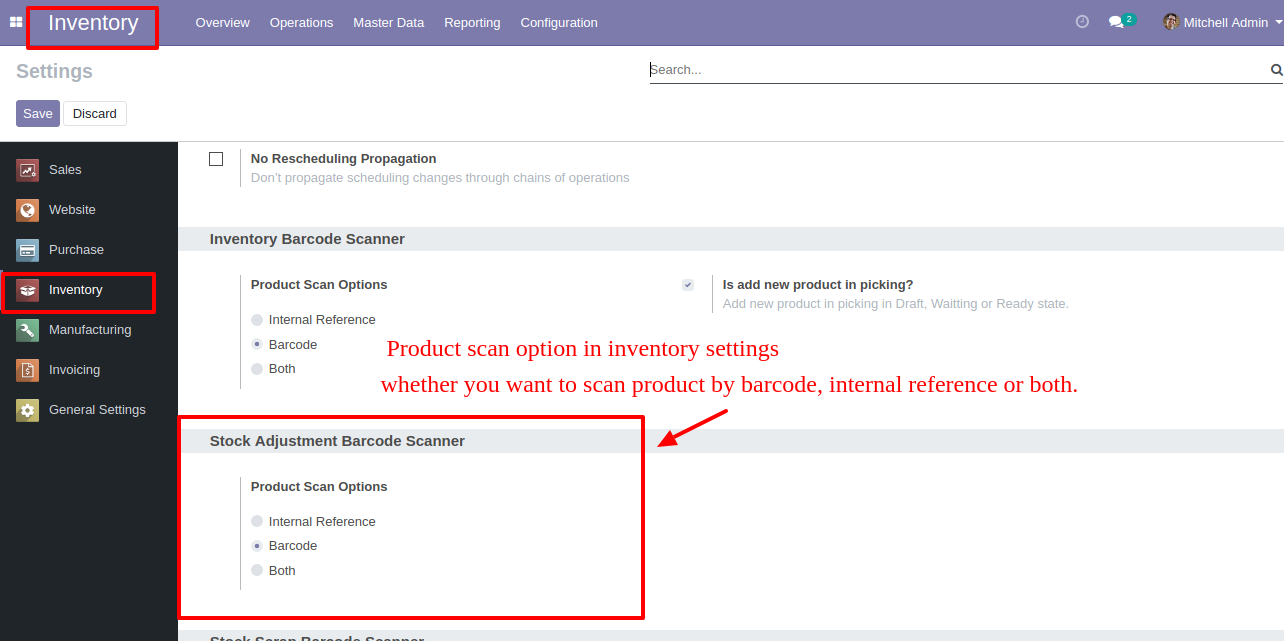 Inventory Overview Operations Master Data Reporting Configuration 2 Mitchell Admin
Settings
Search...
Save Discard
Sales
Website
Purchase
Inventory
Manufacturing
Invoicing
General Settings
No Rescheduling Propagation
Don't propagate scheduling changes through chains of operations
Inventory Barcode Scanner
Product Scan Options
Internal Reference
Barcode
Both
Is add new product in picking?
Add new product in picking in Draft, Waitting or Ready state.
Product scan option in inventory settings
whether you want to scan product by barcode, internal reference or both.
Stock Adjustment Barcode Scanner
Product Scan Options
Internal Reference
Barcode
Both
Stock Scrap Barcode Scanner